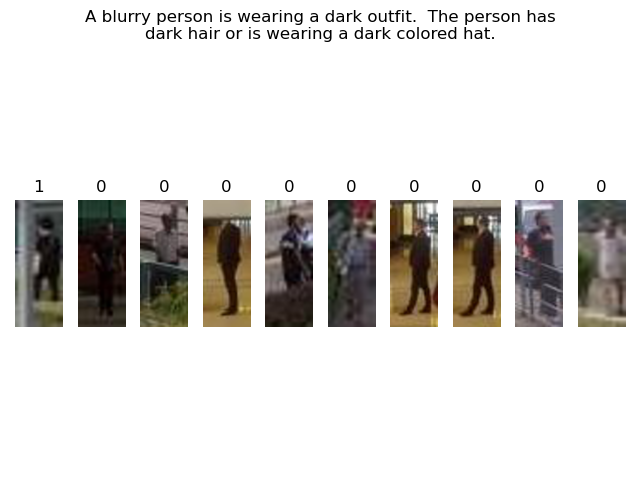 A blurry person is wearing a dark outfit.  The person has
dark hair or is wearing a dark colored hat.
1 0 0 0 0 0 0 0 0 0